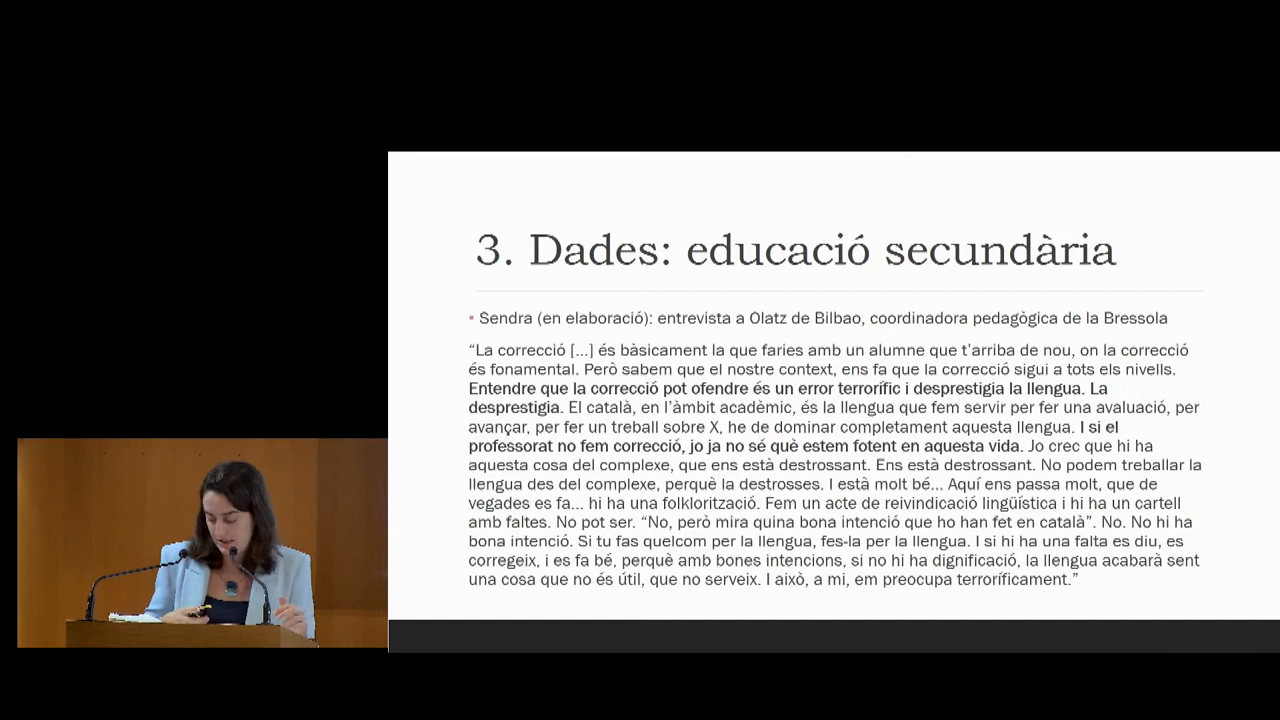 3. Dades: educació secundària
• Sendra (en elaboració): entrevista a Olatz de Bilbao, coordinadora pedagògica de la Bressola
“La correcció [...] és bàsicament la que faries amb un alumne que t’arriba de nou, on la correcció
és fonamental. Però sabem que el nostre context, ens fa que la correcció sigui a tots els nivells.
Entendre que la correcció pot ofendre és un error terrorífic i desprestigia la llengua. La
desprestigia. El català, en l’àmbit acadèmic, és la llengua que fem servir per fer una avaluació, per
avançar, per fer un treball sobre X, he de dominar completament aquesta llengua. I si el
professorat no fem correcció, jo ja no sé què estem fotent en aquesta vida. Jo crec que hi ha
aquesta cosa del complexe, que ens està destrossant. Ens està destrossant. No podem treballar la
llengua des del complexe, perquè la destrosses. I està molt bé... Aquí ens passa molt, que de
vegades es fa... hi ha una folklorització. Fem un acte de reivindicació lingüística i hi ha un cartell
amb faltes. No pot ser. “No, però mira quina bona intenció que ho han fet en català”. No. No hi ha
bona intenció. Si tu fas quelcom per la llengua, fes-la per la llengua. I si hi ha una falta es diu, es
corregeix, i es fa bé, perquè amb bones intencions, si no hi ha dignificació, la llengua acabarà sent
una cosa que no és útil, que no serveix. I això, a mi, em preocupa terroríficament.”